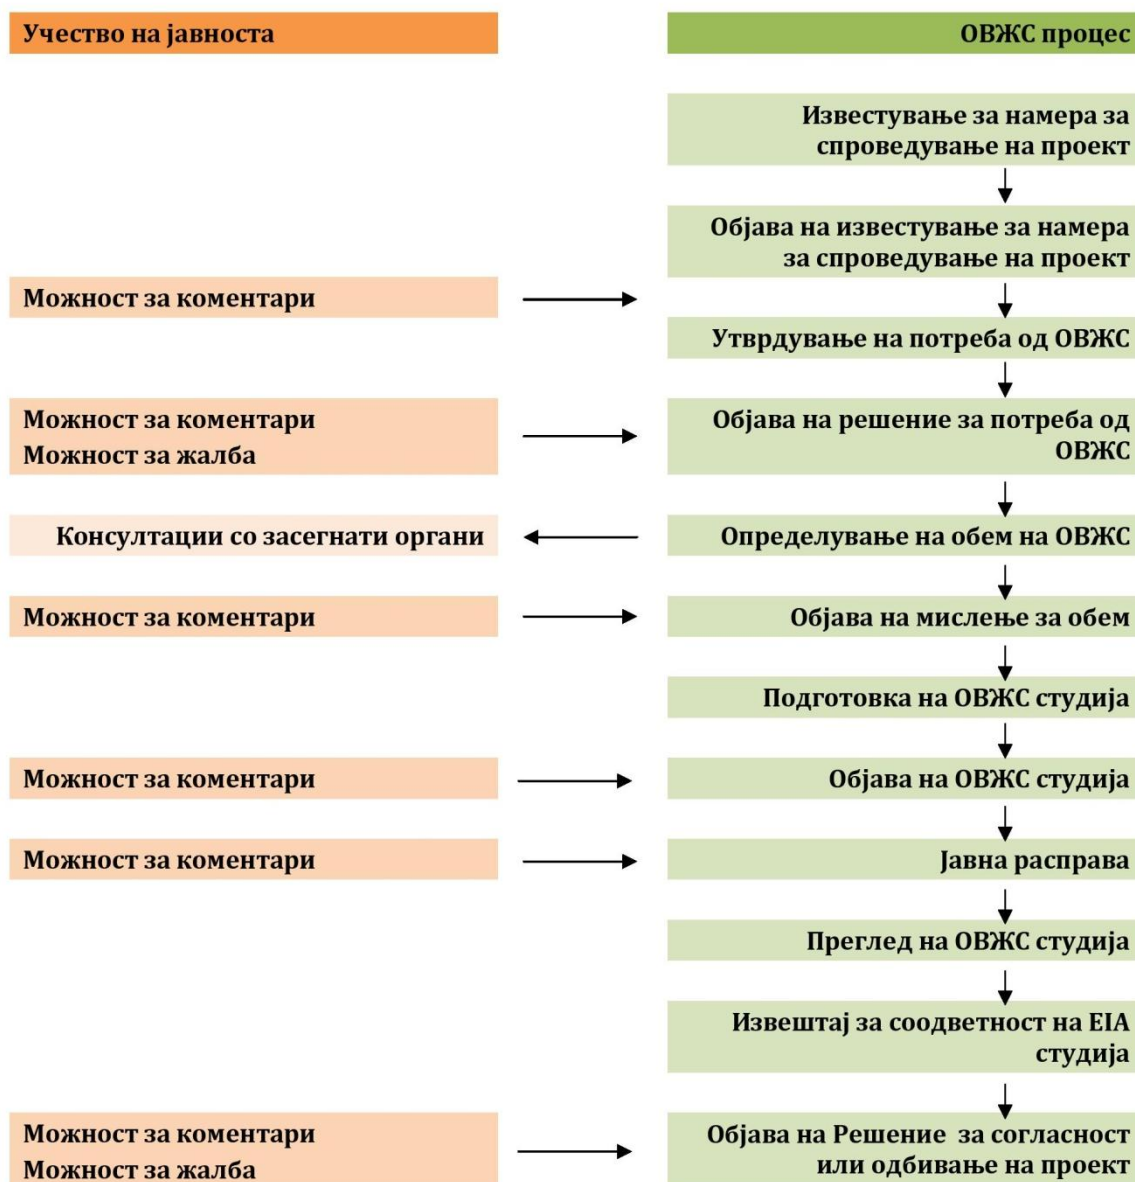 Учество на јавноста
ОВЖС процес
Известување за намера за
спроведување на проект
Објава на известување за намера
за спроведување на проект
Можност за коментари
Утврдување на потреба од ОВЖС
Можност за коментари
Можност за жалба
Објава на решение за потреба од
ОВЖС
Консултации со засегнати органи
Определување на обем на ОВЖС
Можност за коментари
Објава на мислење за обем
Подготовка на ОВЖС студија
Можност за коментари
Објава на ОВЖС студија
Можност за коментари
Јавна расправа
Преглед на ОВЖС студија
Извештај за соодветност на EIA
студија
Можност за коментари
Можност за жалба
Објава на Решение за согласност
или одбивање на проект